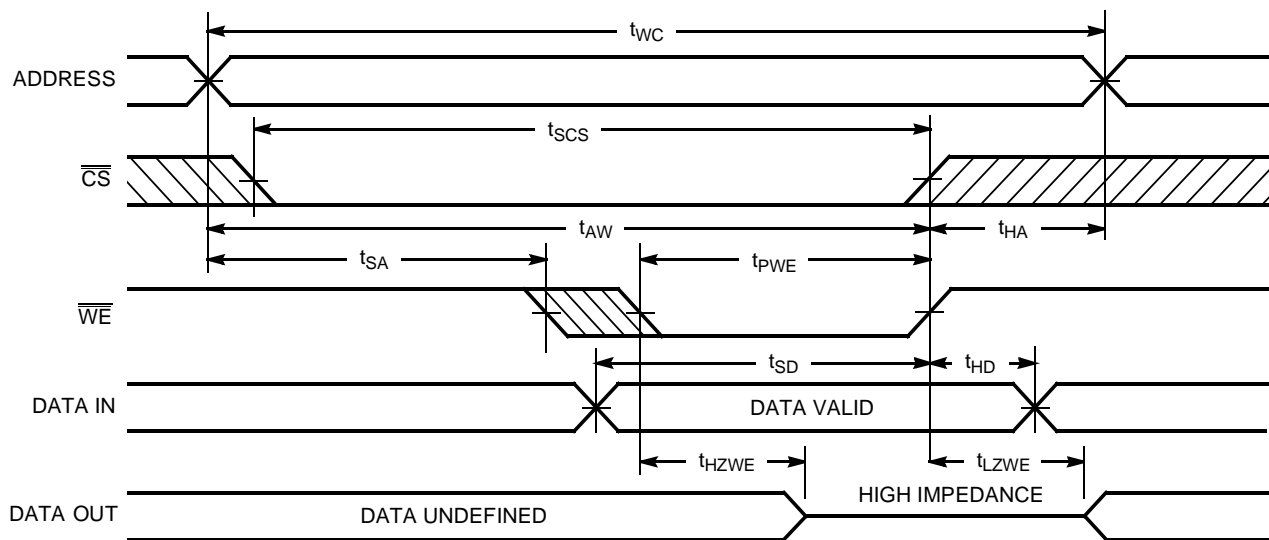 tWC
ADDRESS
tSCS
CS
tAW
tHA
tSA
tPWE
WE
tSD
tHD
DATA IN
DATA VALID
tHZWE
tLZWE
HIGH IMPEDANCE
DATA OUT
DATA UNDEFINED